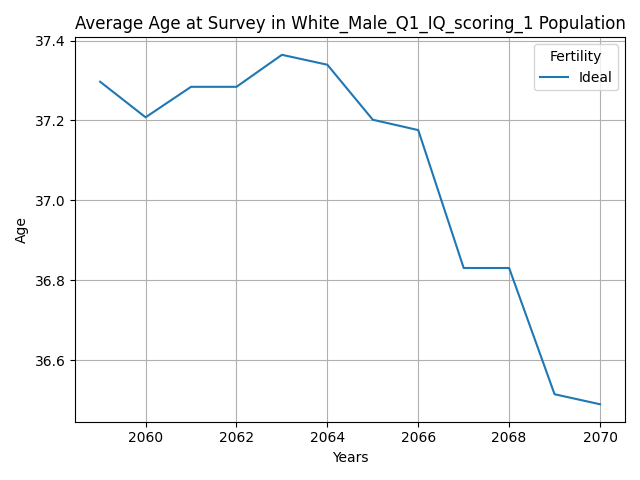 Average Age at Survey in White_Male_Q1_IQ_scoring_1 Population
37.4
37.2
37.0
36.8
36.6
Age
Fertility
Ideal
2060 2062 2064 2066 2068 2070
Years